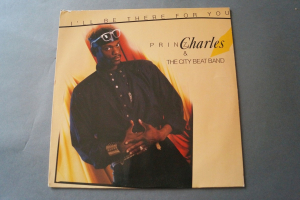 I'LL BE THERE FOR YOU
PRINCE Charles
&
THE CITY BEAT BAND